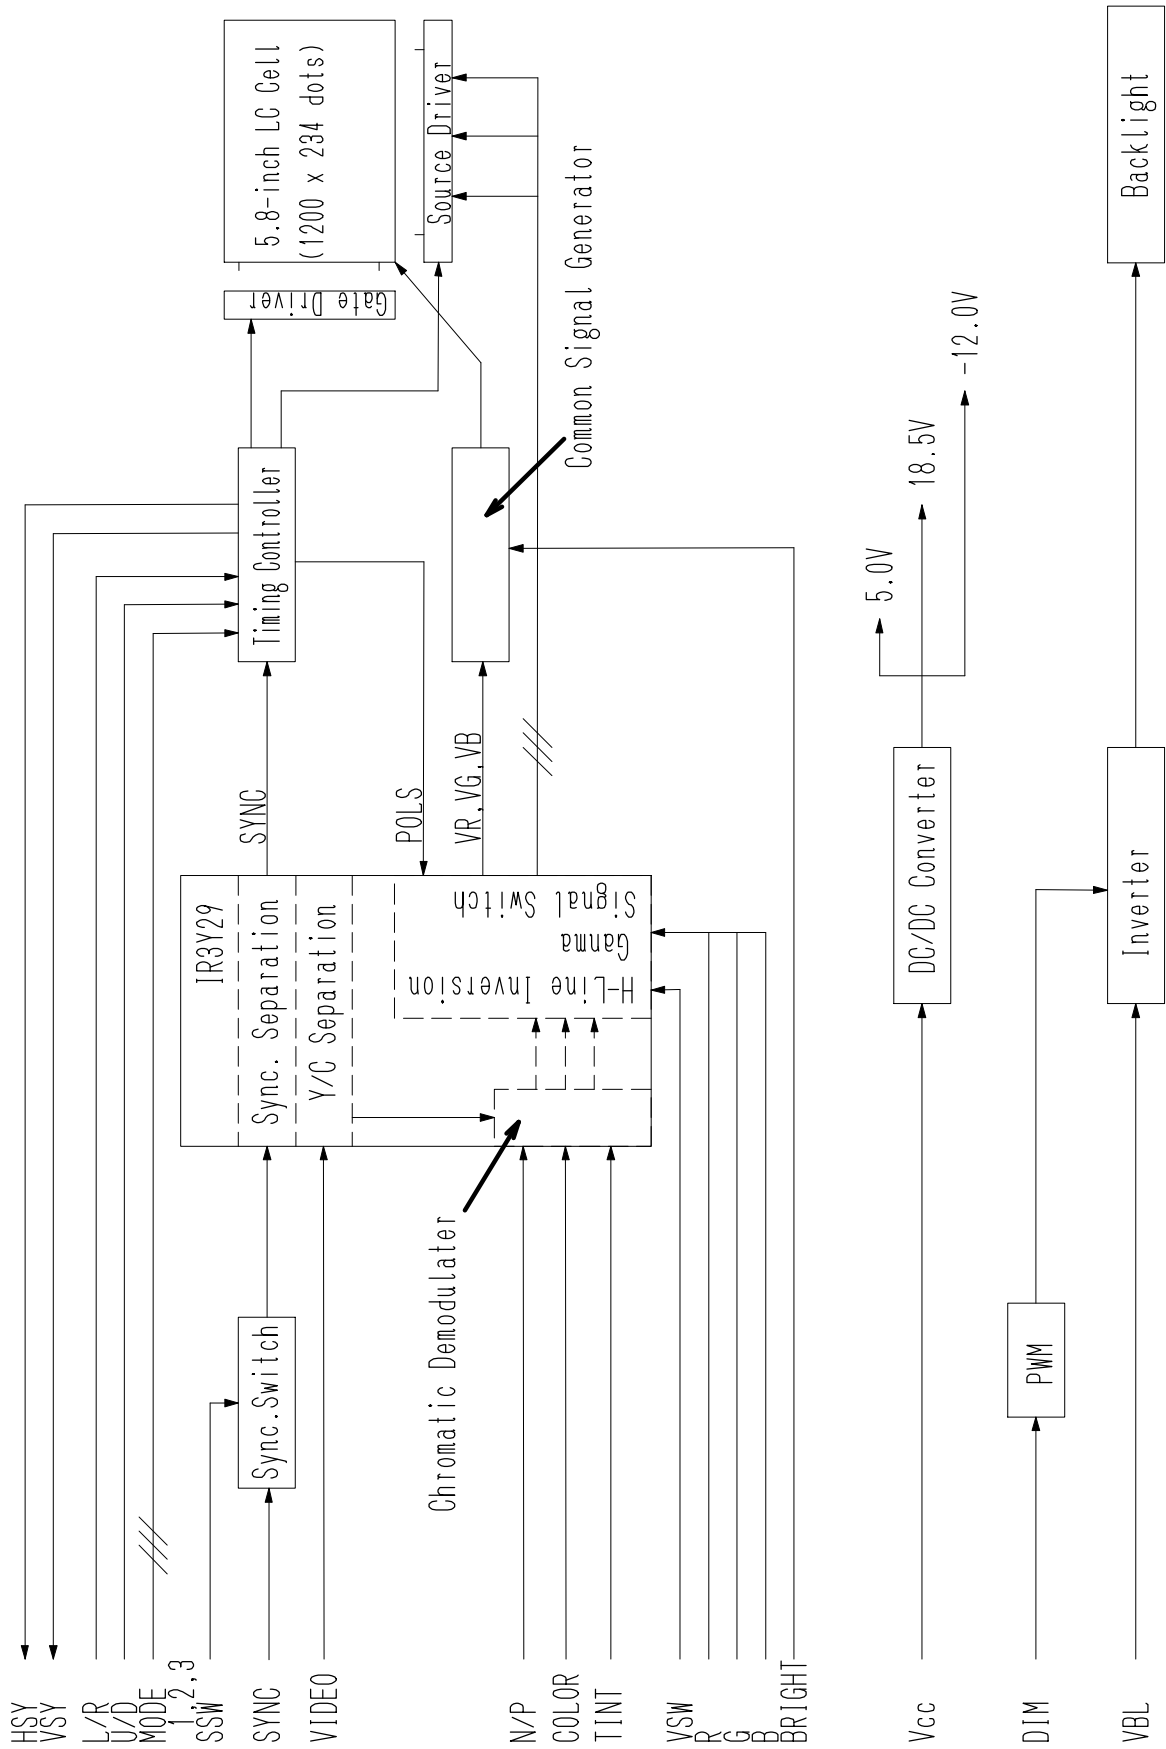 HSY
VSY
L/R
U/D
MODE
1,2,3
SSW
SYNC
VIDEO
N/P
COLOR
TINT
VSW
R
G
B
BRIGHT
Vcc
DIM
VBL
Sync.Switch
Chromatic Demodulater
PWM
IR3Y29
Sync. Separation
Y/C Separation
H-Line Inversion
Ganma
Signal Switch
SYNC
POLS
VR,VG,VB
Timing Controller
Common Signal Generator
Gate Driver
5.8-inch LC Cell
(1200 x 234 dots)
Source Driver
DC/DC Converter
5.0V
18.5V
-12.0V
Inverter
Backlight